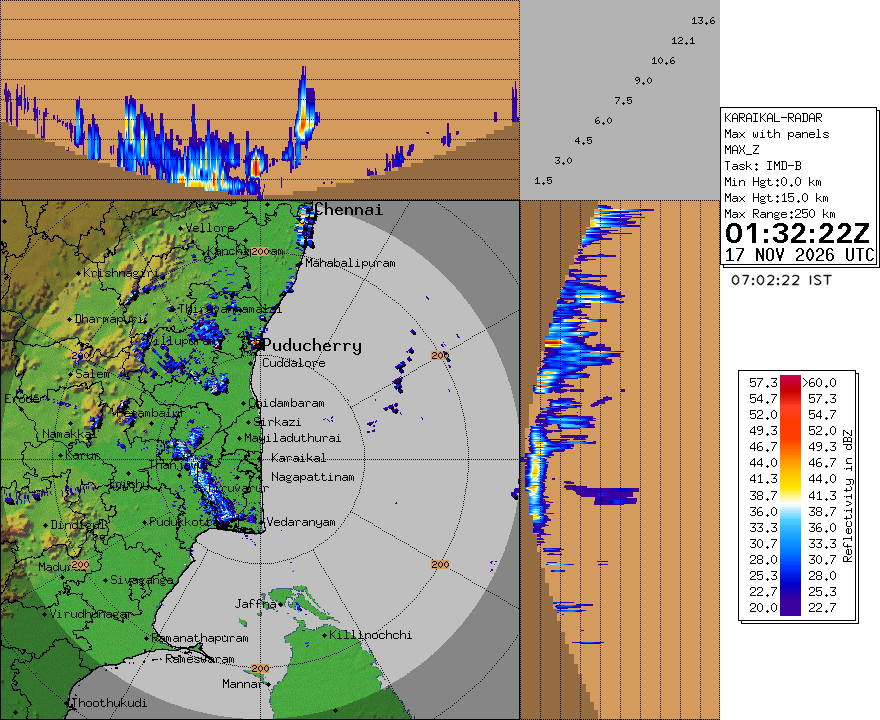 13.6
12.1
10.6
9.0
7.5
6.0
4.5
3.0
1.5
KARAIKAL-RADAR
Max with panels
MAX_Z
Task: IMD-B
Min Hgt:0.0 km
Max Hgt:15.0 km
Max Range:250 km
01:32:22Z
17 NOV 2026 UTC
07:02:22 IST
Chennai
Vellore
200
Mahabalipuram
Krishnagiri
Dharmapuri
Puducherry
200
200
Cuddalore
Salem
Chidambaram
Sirkazi
Namakkal
Mayiladuthurai
Karur
Karaikal
Nagapattinam
Vedaranyam
200
200
Sivaganga
Jaffna
Virudhunagar
Killinochchi
Ramanathapuram
Rameswaram
200
Mannar
Thoothukudi
57.3 >60.0
54.7 57.3
52.0 54.7
49.3 52.0
46.7 49.3
44.0 46.7
41.3 44.0
38.7 41.3
36.0 38.7
33.3 36.0
30.7 33.3
28.0 30.7
25.3 28.0
22.7 25.3
20.0 22.7
Reflectivity in dBZ